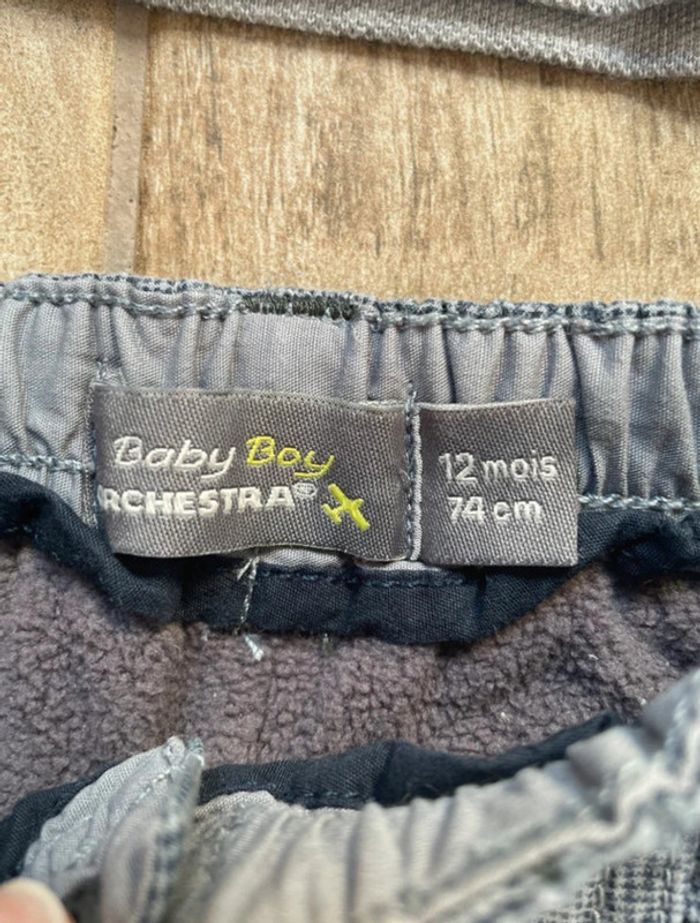 Baby Boy
RCHESTRA®
12 mois
74 cm